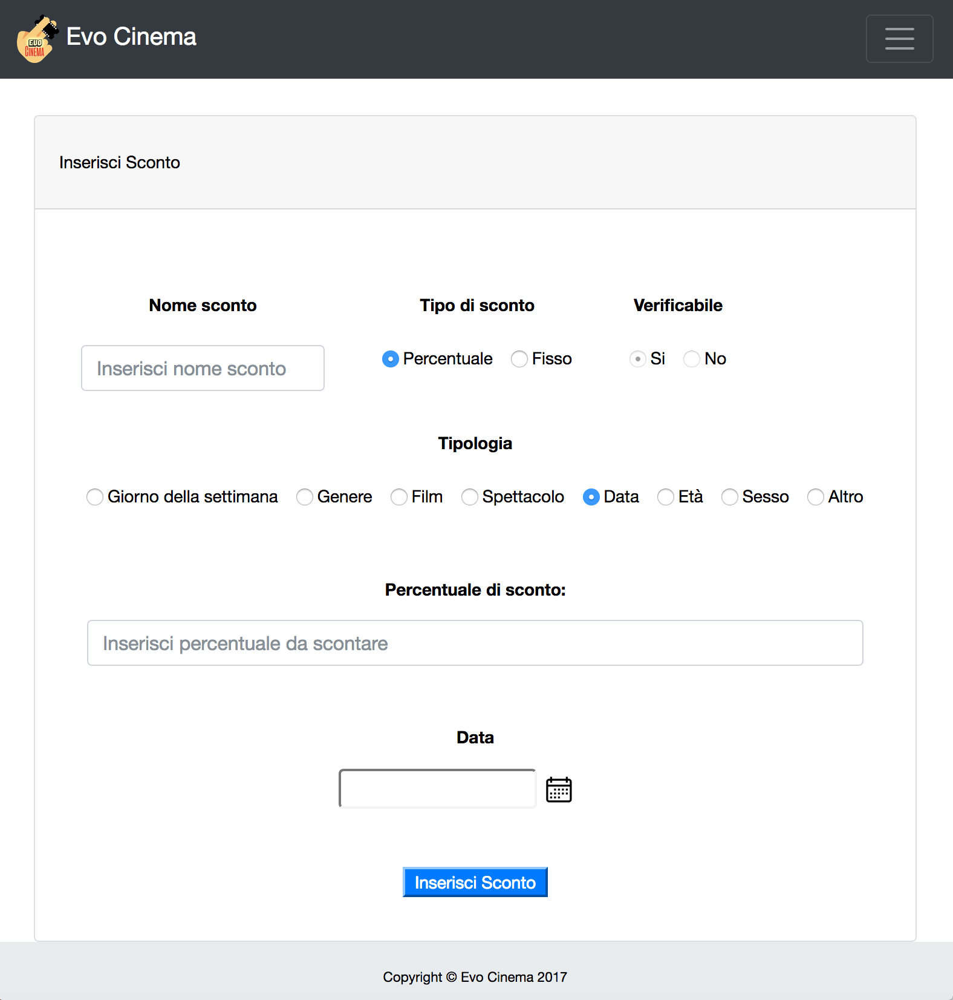 EVO
CINEMA
Evo Cinema
Inserisci Sconto
Nome sconto
Tipo di sconto
Verificabile
Inserisci nome sconto
Percentuale Fisso
Si No
Tipologia
Giorno della settimana Genere Film Spettacolo Data Età Sesso Altro
Percentuale di sconto:
Inserisci percentuale da scontare
Data
Inserisci Sconto
Copyright © Evo Cinema 2017